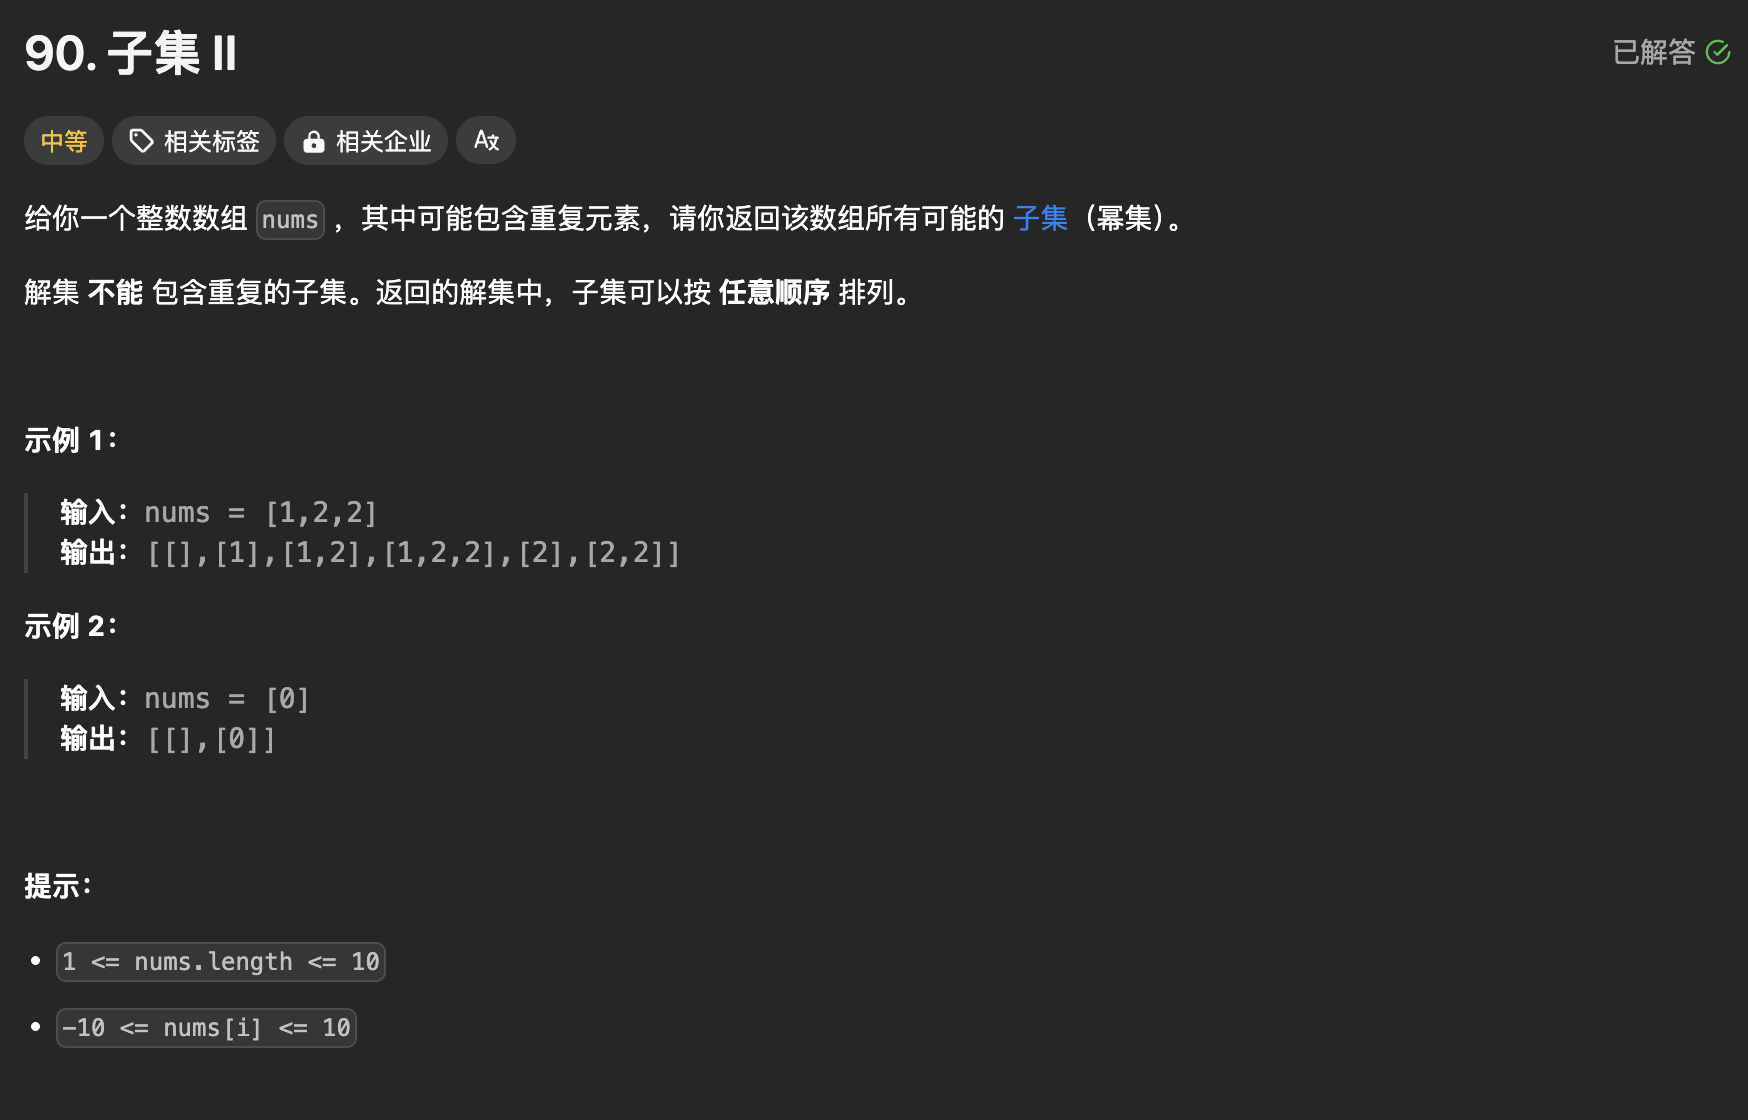 90. 子集 II
已解答
中等 相关标签 相关企业
给你一个整数数组 nums ，其中可能包含重复元素，请你返回该数组所有可能的 子集（幂集）。
解集 不能 包含重复的子集。返回的解集中，子集可以按 任意顺序 排列。
示例 1：
输入：nums = [1,2,2]
输出：[[],[1],[1,2],[1,2,2],[2],[2,2]]
示例 2：
输入：nums = [0]
输出：[[],[0]]
提示：
• 1 <= nums.length <= 10
• -10 <= nums[i] <= 10